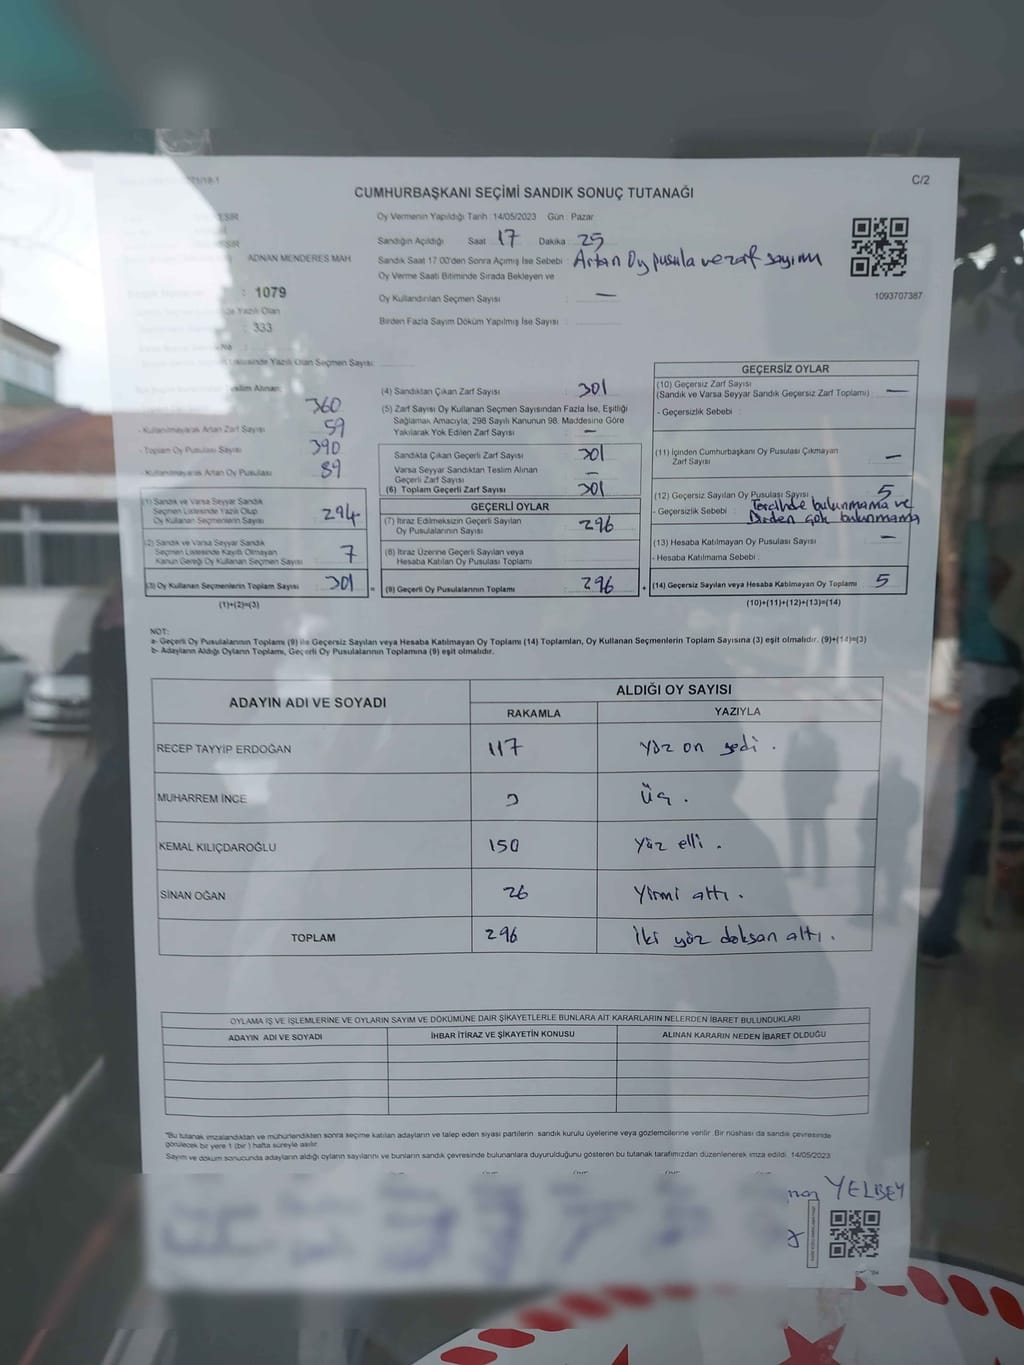 C/2
CUMHURBAŞKANI SEÇİMİ SANDIK SONUÇ TUTANAĞI
Oy Vermenin Yapıldığı Tarih : 14/05/2023 Gün : Pazar
Sandığın Açıldığı Saat 17 Dakika 25
ADNAN MENDERES MAH
Sandık Saat 17.00'den Sonra Açımış İse Sebebi : Artan Oy pusula ve zarf sayımı
Oy Verme Saati Bitiminde Sırada Bekleyen ve
Oy Kullandırılan Seçmen Sayısı : —
: 1079
1093707387
Birden Fazla Sayım Döküm Yapılmış İse Sayısı :
: 333
Yazılı Olan Seçmen Sayısı
Teslim Alınan
360
- Kullanılmayarak Artan Zarf Sayısı 59
- Toplam Oy Pusulası Sayısı 390
- Kullanılmayarak Artan Oy Pusulası 89
(1) Sandık ve Varsa Seyyar Sandık
Seçmen Listesinde Yazılı Olup
Oy Kullanan Seçmenlerin Sayısı 294
(2) Sandık ve Varsa Seyyar Sandık
Seçmen Listesinde Kayıtlı Olmayan
Kanun Gereği Oy Kullanan Seçmen Sayısı 7
(3) Oy Kullanan Seçmenlerin Toplam Sayısı 301
(1)+(2)=(3)
(4) Sandıktan Çıkan Zarf Sayısı 301
(5) Zarf Sayısı Oy Kullanan Seçmen Sayısından Fazla İse, Eşitliği
Sağlamak Amacıyla, 298 Sayılı Kanunun 98. Maddesine Göre
Yakılarak Yok Edilen Zarf Sayısı —
Sandıkta Çıkan Geçerli Zarf Sayısı 301
Varsa Seyyar Sandıktan Teslim Alınan
Geçerli Zarf Sayısı —
(6) Toplam Geçerli Zarf Sayısı 301
GEÇERLİ OYLAR
(7) İtiraz Edilmeksizin Geçerli Sayılan
Oy Pusulalarının Sayısı 296
(8) İtiraz Üzerine Geçerli Sayılan veya
Hesaba Katılan Oy Pusulası Toplamı
(9) Geçerli Oy Pusulalarının Toplamı 296
GEÇERSİZ OYLAR
(10) Geçersiz Zarf Sayısı
(Sandık ve Varsa Seyyar Sandık Geçersiz Zarf Toplamı) —
- Geçersizlik Sebebi :
(11) İçinden Cumhurbaşkanı Oy Pusulası Çıkmayan
Zarf Sayısı —
(12) Geçersiz Sayılan Oy Pusulası Sayısı 5
- Geçersizlik Sebebi : Tercihde bulunmama ve
Birden çok bulunmama
(13) Hesaba Katılmayan Oy Pusulası Sayısı —
- Hesaba Katılmama Sebebi :
(14) Geçersiz Sayılan veya Hesaba Katılmayan Oy Toplamı 5
(10)+(11)+(12)+(13)=(14)
NOT:
a- Geçerli Oy Pusulalarının Toplamı (9) ile Geçersiz Sayılan veya Hesaba Katılmayan Oy Toplamı (14) Toplamları, Oy Kullanan Seçmenlerin Toplam Sayısına (3) eşit olmalıdır. (9)+(14)=(3)
b- Adayların Aldığı Oyların Toplamı, Geçerli Oy Pusulalarının Toplamına (9) eşit olmalıdır.
ADAYIN ADI VE SOYADI ALDIĞI OY SAYISI
RAKAMLA YAZIYLA
RECEP TAYYİP ERDOĞAN 117 Yüz on yedi .
MUHARREM İNCE 3 Üç .
KEMAL KILIÇDAROĞLU 150 Yüz elli .
SİNAN OĞAN 26 Yirmi altı .
TOPLAM 296 İki yüz doksan altı .
OYLAMA İŞ VE İŞLEMLERİNE VE OYLARIN SAYIM VE DÖKÜMÜNE DAİR ŞİKAYETLERLE BUNLARA AİT KARARLARIN NELERDEN İBARET BULUNDUKLARI
ADAYIN ADI VE SOYADI İHBAR İTİRAZ VE ŞİKAYETİN KONUSU ALINAN KARARIN NEDEN İBARET OLDUĞU
"Bu tutanak imzalandıktan ve mühürlendikten sonra seçime katılan adayların ve talep eden siyasi partilerin sandık kurulu üyelerine veya gözlemcilerine verilir. Bir nüshası da sandık çevresinde
görülecek bir yere 1 (bir ) hafta süreyle asılır.
Sayım ve döküm sonucunda adayların aldığı oyların sayılarını ve bunların sandık çevresinde bulunanlara duyurulduğunu gösteren bu tutanak tarafımızdan düzenlenerek imza edildi. 14/05/2023
YELBEY